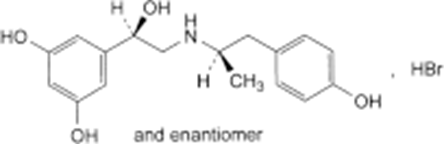 H OH
HO
H
N
H CH3
OH
OH
, HBr
and enantiomer